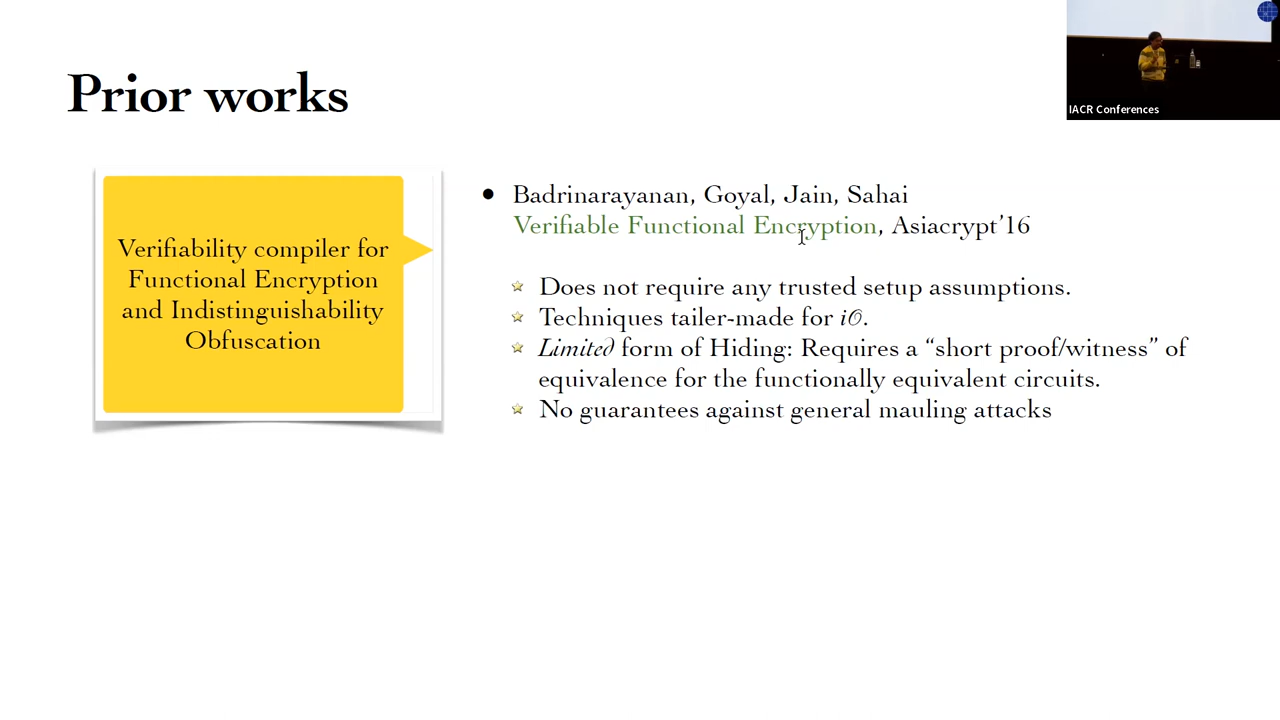 Prior works
IACR Conferences
Verifiability compiler for
Functional Encryption
and Indistinguishability
Obfuscation
• Badrinarayanan, Goyal, Jain, Sahai
Verifiable Functional Encryption, Asiacrypt'16
Does not require any trusted setup assumptions.
Techniques tailer-made for iO.
Limited form of Hiding: Requires a “short proof/witness” of
equivalence for the functionally equivalent circuits.
No guarantees against general mauling attacks